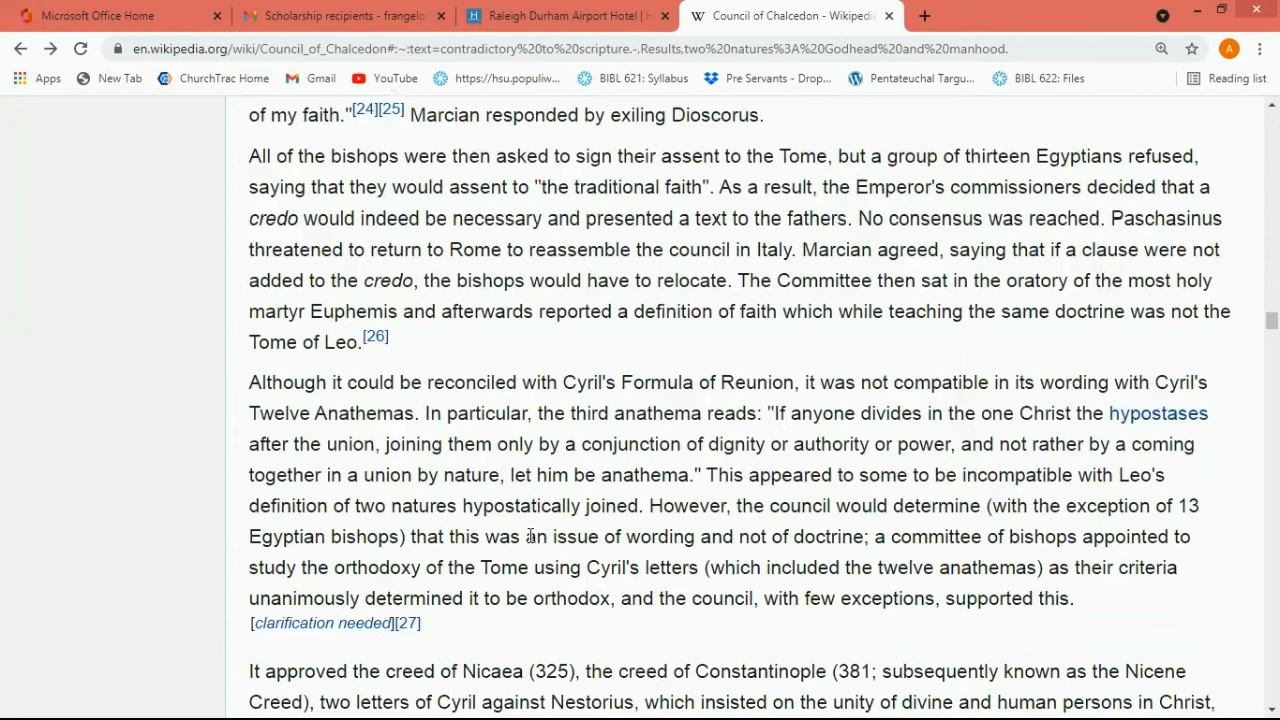 Microsoft Office Home
Scholarship recipients - frangelo
Raleigh Durham Airport Hotel | H
Council of Chalcedon - Wikipedia
en.wikipedia.org/wiki/Council_of_Chalcedon#:~:text=contradictory%20to%20scripture.-,Results,two%20natures%3A%20Godhead%20and%20manhood.
A
Apps
New Tab
ChurchTrac Home
Gmail
YouTube
https://hsu.populiw...
BIBL 621: Syllabus
Pre Servants - Drop...
Pentateuchal Targu...
BIBL 622: Files
Reading list
of my faith."[24][25] Marcian responded by exiling Dioscorus.
All of the bishops were then asked to sign their assent to the Tome, but a group of thirteen Egyptians refused,
saying that they would assent to "the traditional faith". As a result, the Emperor's commissioners decided that a
credo would indeed be necessary and presented a text to the fathers. No consensus was reached. Paschasinus
threatened to return to Rome to reassemble the council in Italy. Marcian agreed, saying that if a clause were not
added to the credo, the bishops would have to relocate. The Committee then sat in the oratory of the most holy
martyr Euphemis and afterwards reported a definition of faith which while teaching the same doctrine was not the
Tome of Leo.[26]
Although it could be reconciled with Cyril's Formula of Reunion, it was not compatible in its wording with Cyril's
Twelve Anathemas. In particular, the third anathema reads: "If anyone divides in the one Christ the hypostases
after the union, joining them only by a conjunction of dignity or authority or power, and not rather by a coming
together in a union by nature, let him be anathema." This appeared to some to be incompatible with Leo's
definition of two natures hypostatically joined. However, the council would determine (with the exception of 13
Egyptian bishops) that this was an issue of wording and not of doctrine; a committee of bishops appointed to
study the orthodoxy of the Tome using Cyril's letters (which included the twelve anathemas) as their criteria
unanimously determined it to be orthodox, and the council, with few exceptions, supported this.
[clarification needed][27]
It approved the creed of Nicaea (325), the creed of Constantinople (381; subsequently known as the Nicene
Creed), two letters of Cyril against Nestorius, which insisted on the unity of divine and human persons in Christ,